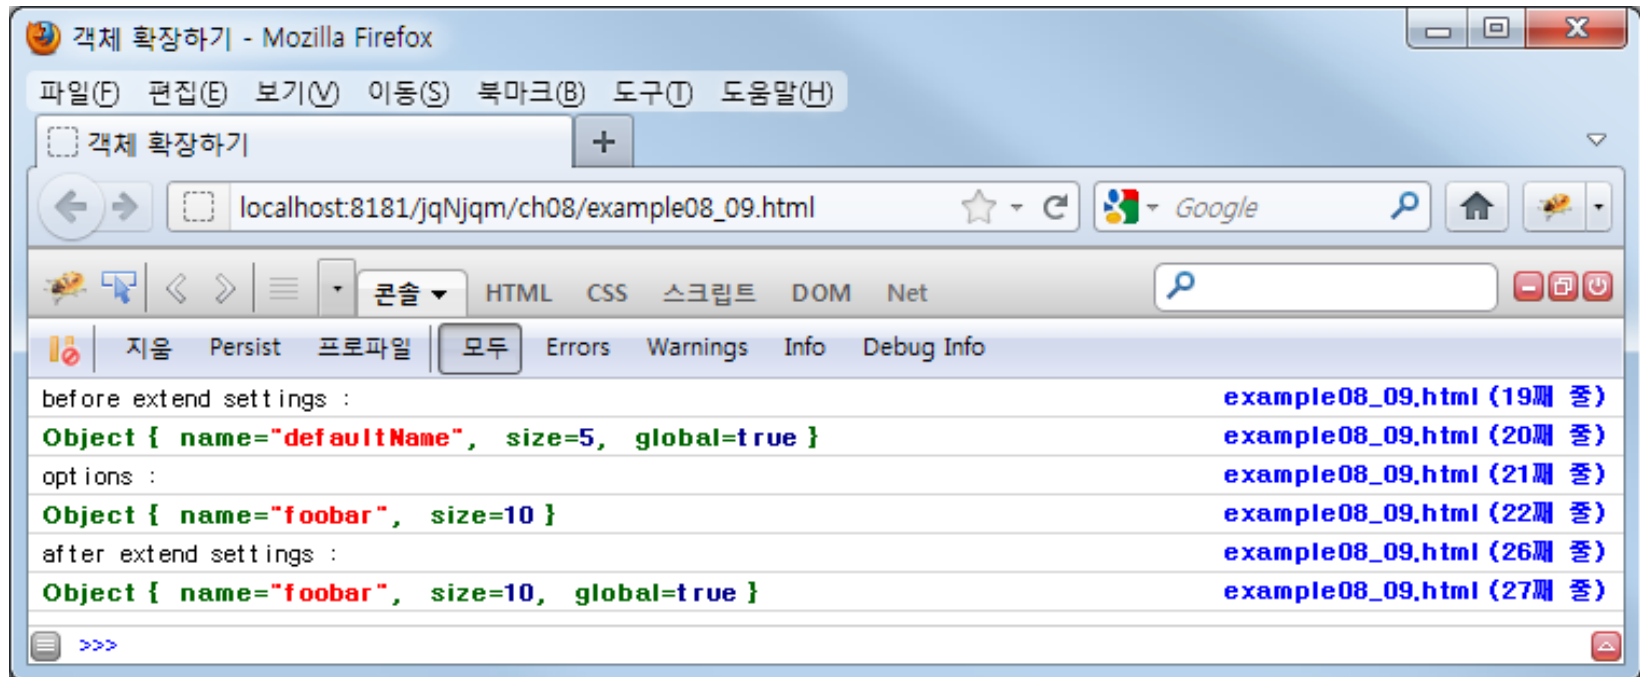 객체 확장하기 - Mozilla Firefox
파일(F) 편집(E) 보기(V) 이동(S) 북마크(B) 도구(T) 도움말(H)
객체 확장하기 +
localhost:8181/jqNjqm/ch08/example08_09.html Google
콘솔 HTML CSS 스크립트 DOM Net
지움 Persist 프로파일 모두 Errors Warnings Info Debug Info
before extend settings : example08_09.html (19째 줄)
Object { name="defaultName", size=5, global=true } example08_09.html (20째 줄)
options : example08_09.html (21째 줄)
Object { name="foobar", size=10 } example08_09.html (22째 줄)
after extend settings : example08_09.html (26째 줄)
Object { name="foobar", size=10, global=true } example08_09.html (27째 줄)
>>>